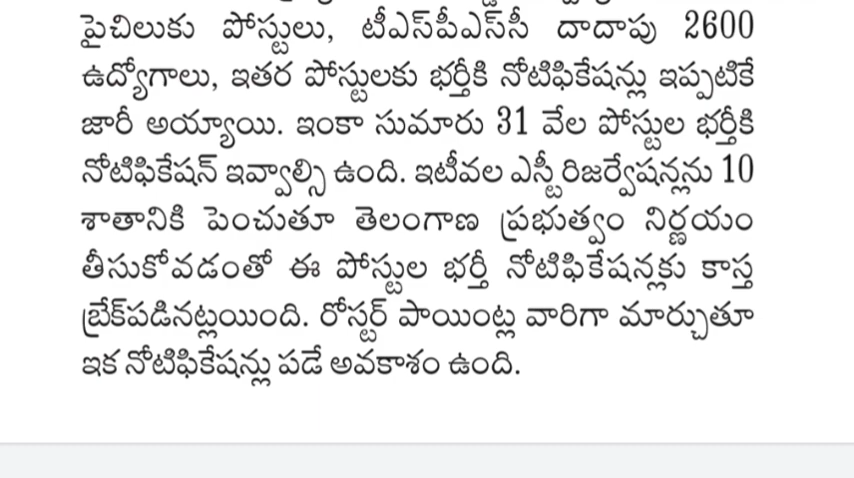 పైచిలుకు పోస్టులు, టీఎస్‌పీఎస్‌సీ దాదాపు 2600
ఉద్యోగాలు, ఇతర పోస్టులకు భర్తీకి నోటిఫికేషన్లు ఇప్పటికే
జారీ అయ్యాయి. ఇంకా సుమారు 31 వేల పోస్టుల భర్తీకి
నోటిఫికేషన్ ఇవ్వాల్సి ఉంది. ఇటీవల ఎస్టీ రిజర్వేషనన్లను 10
శాతానికి పెంచుతూ తెలంగాణ ప్రభుత్వం నిర్ణయం
తీసుకోవడంతో ఈ పోస్టుల భర్తీ నోటిఫికేషన్లకు కాస్త
బ్రేక్‌పడినట్లయింది. రోస్టర్ పాయింట్ల వారిగా మార్చుతూ
ఇక నోటిఫికేషన్లు పడే అవకాశం ఉంది.